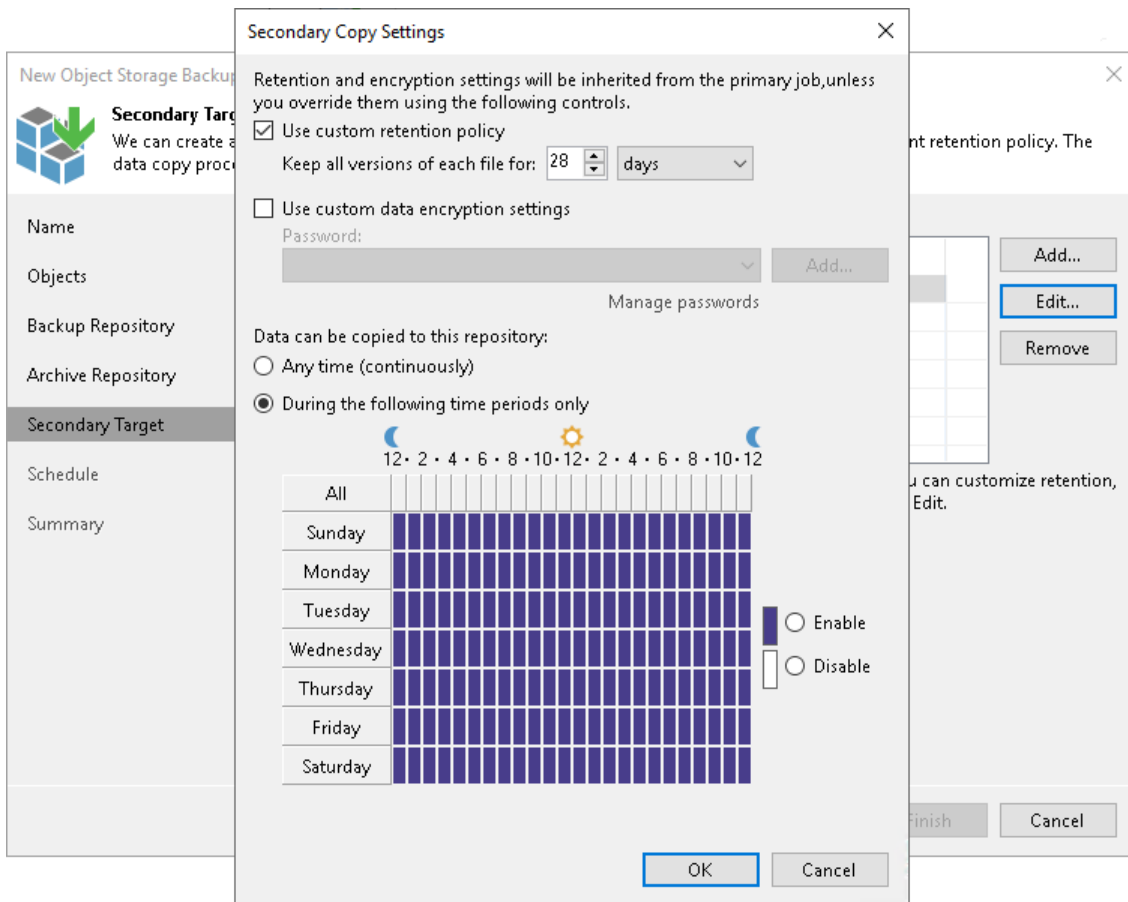 Secondary Copy Settings
New Object Storage Backup
Secondary Targ
We can create a
data copy proc
nt retention policy. The
Retention and encryption settings will be inherited from the primary job,unless
you override them using the following controls.
Use custom retention policy
Keep all versions of each file for: 28 days
Use custom data encryption settings
Password:
Add...
Manage passwords
Data can be copied to this repository:
Any time (continuously)
During the following time periods only
12 · 2 · 4 · 6 · 8 · 10 · 12 · 2 · 4 · 6 · 8 · 10 · 12
All
Sunday
Monday
Tuesday
Wednesday
Thursday
Friday
Saturday
Enable
Disable
OK Cancel
Name
Objects
Backup Repository
Archive Repository
Secondary Target
Schedule
Summary
Add...
Edit...
Remove
u can customize retention,
Edit.
Finish Cancel